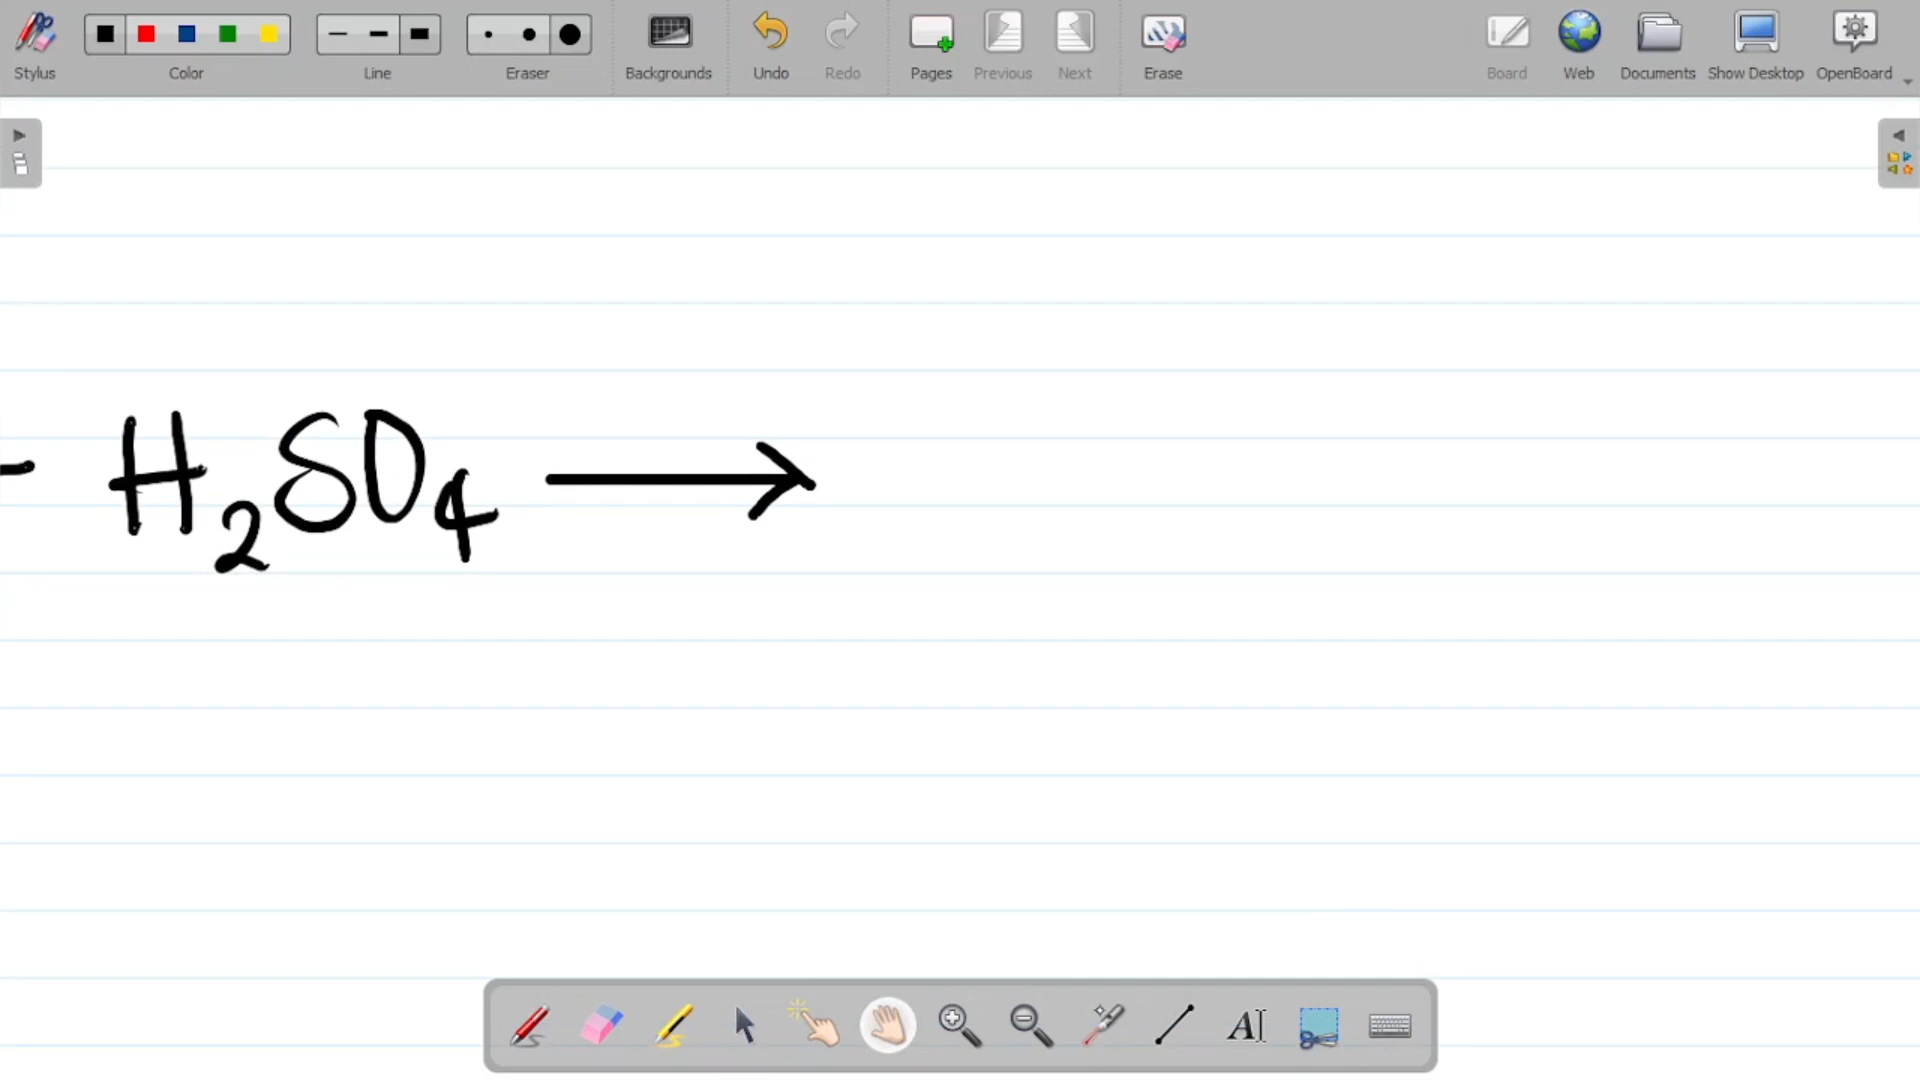 Stylus Color Line Eraser Backgrounds Undo Redo Pages Previous Next Erase Board Web Documents Show Desktop OpenBoard
H₂SO₄ ⟶
A